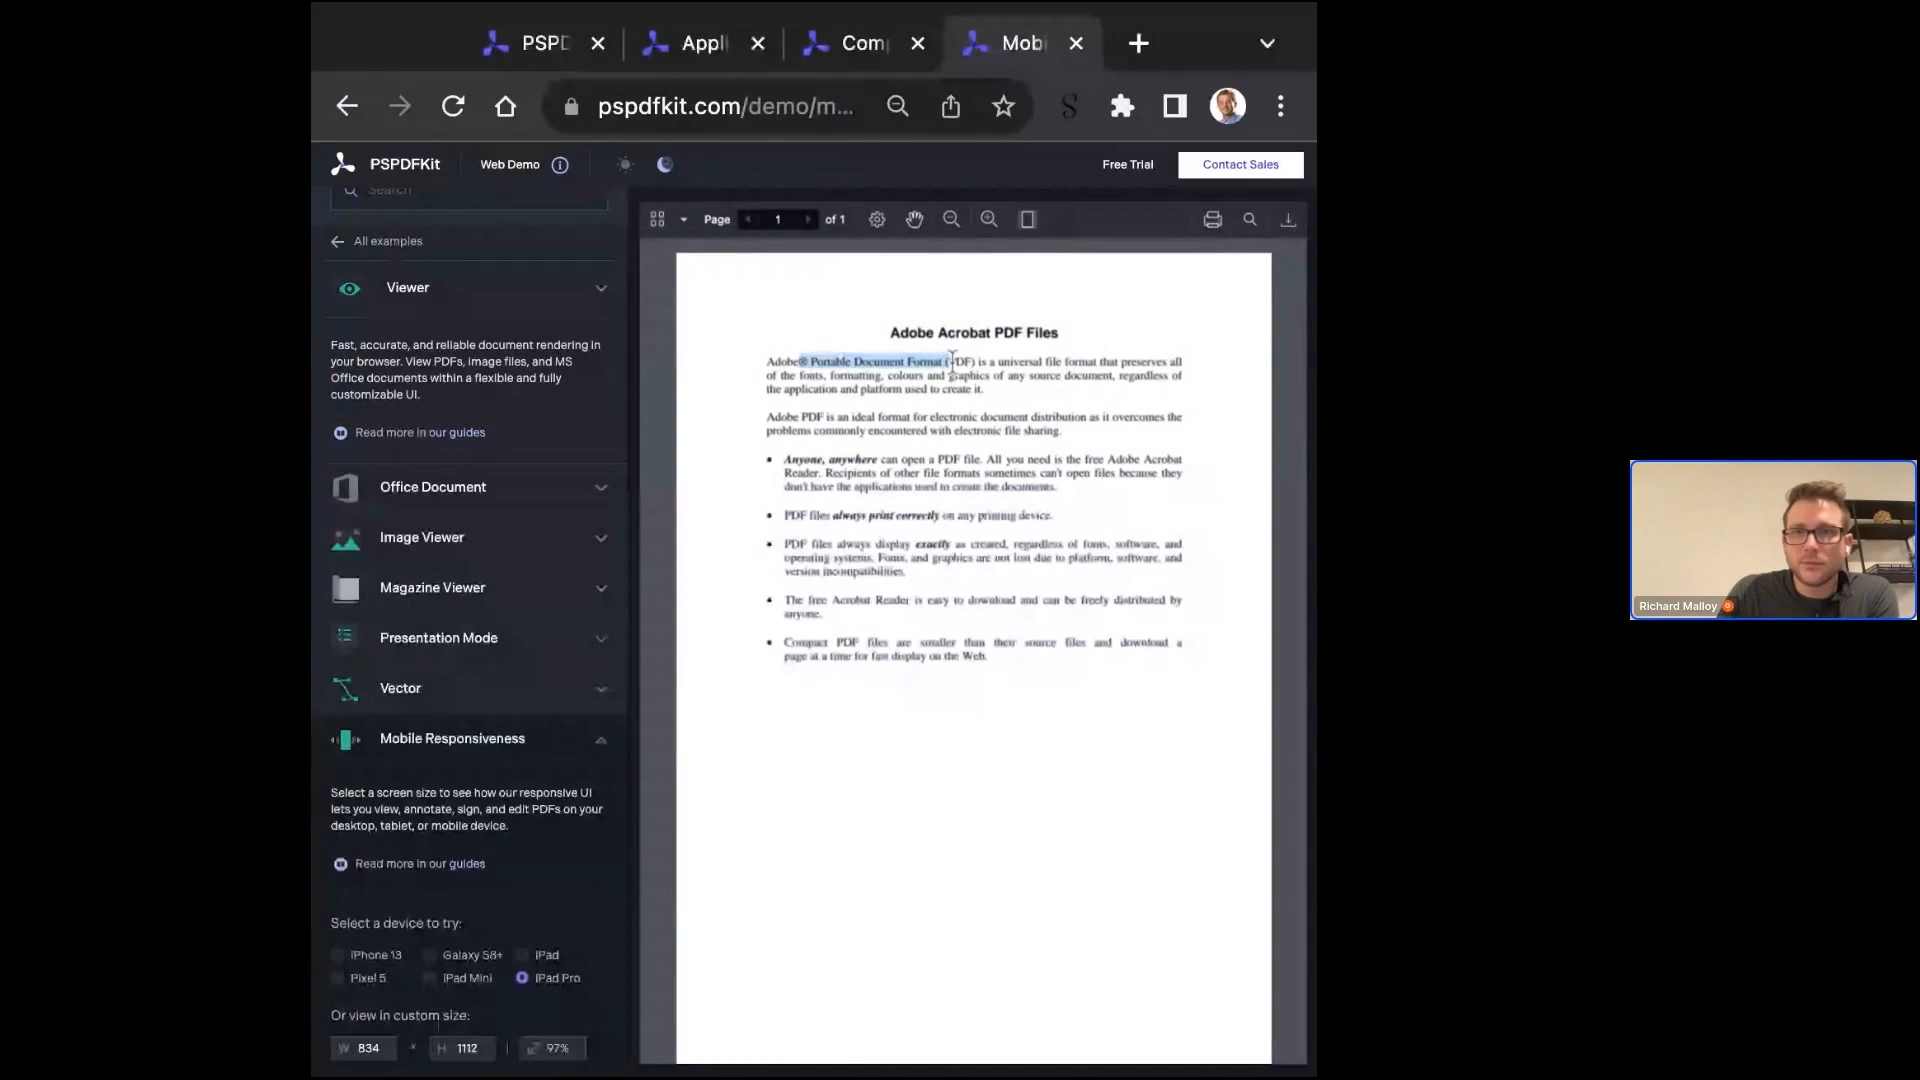 PSPD
Appli
Com
Mobi
pspdfkit.com/demo/m...
PSPDFKit
Web Demo
Free Trial
Contact Sales
Search
All examples
Viewer
Fast, accurate, and reliable document rendering in
your browser. View PDFs, image files, and MS
Office documents within a flexible and fully
customizable UI.
Read more in our guides
Office Document
Image Viewer
Magazine Viewer
Presentation Mode
Vector
Mobile Responsiveness
Select a screen size to see how our responsive UI
lets you view, annotate, sign, and edit PDFs on your
desktop, tablet, or mobile device.
Read more in our guides
Select a device to try:
iPhone 13 Galaxy S8+ iPad
Pixel 5 iPad Mini iPad Pro
Or view in custom size:
W 834 × H 1112 97%
Page 1 of 1
Adobe Acrobat PDF Files
Adobe® Portable Document Format (PDF) is a universal file format that preserves all
of the fonts, formatting, colours and graphics of any source document, regardless of
the application and platform used to create it.
Adobe PDF is an ideal format for electronic document distribution as it overcomes the
problems commonly encountered with electronic file sharing.
• Anyone, anywhere can open a PDF file. All you need is the free Adobe Acrobat
Reader. Recipients of other file formats sometimes can't open files because they
don't have the applications used to create the documents.
• PDF files always print correctly on any printing device.
• PDF files always display exactly as created, regardless of fonts, software, and
operating systems. Fonts, and graphics are not lost due to platform, software, and
version incompatibilities.
• The free Acrobat Reader is easy to download and can be freely distributed by
anyone.
• Compact PDF files are smaller than their source files and download a
page at a time for fast display on the Web.
Richard Malloy